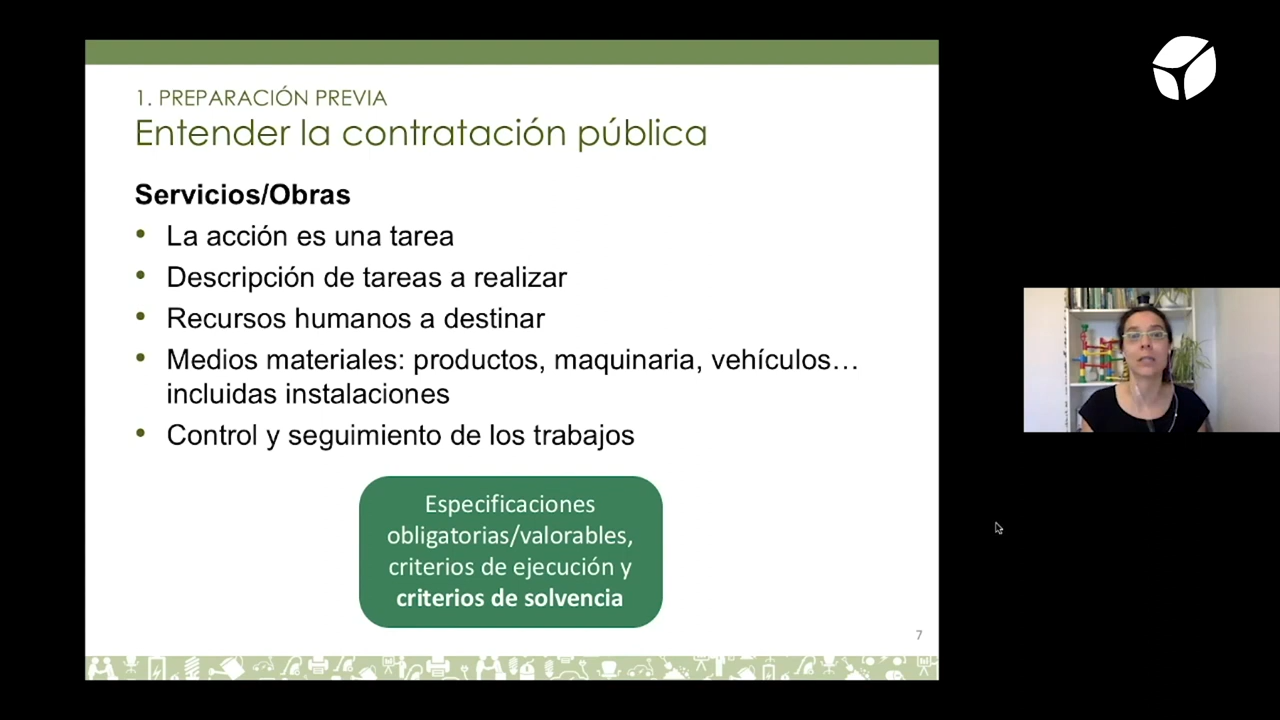 1. PREPARACIÓN PREVIA
Entender la contratación pública
Servicios/Obras
• La acción es una tarea
• Descripción de tareas a realizar
• Recursos humanos a destinar
• Medios materiales: productos, maquinaria, vehículos…
incluidas instalaciones
• Control y seguimiento de los trabajos
Especificaciones
obligatorias/valorables,
criterios de ejecución y
criterios de solvencia
7